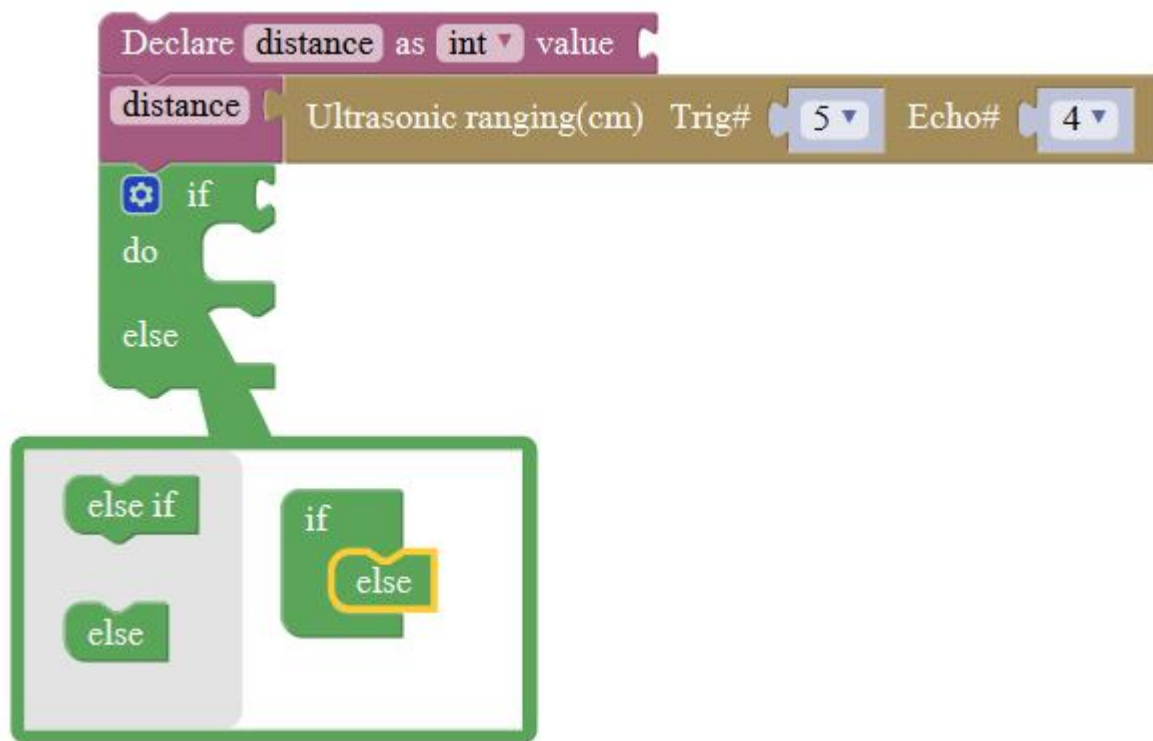 Declare distance as int value
distance Ultrasonic ranging(cm) Trig# 5 Echo# 4
if
do
else
else if
else
if
else